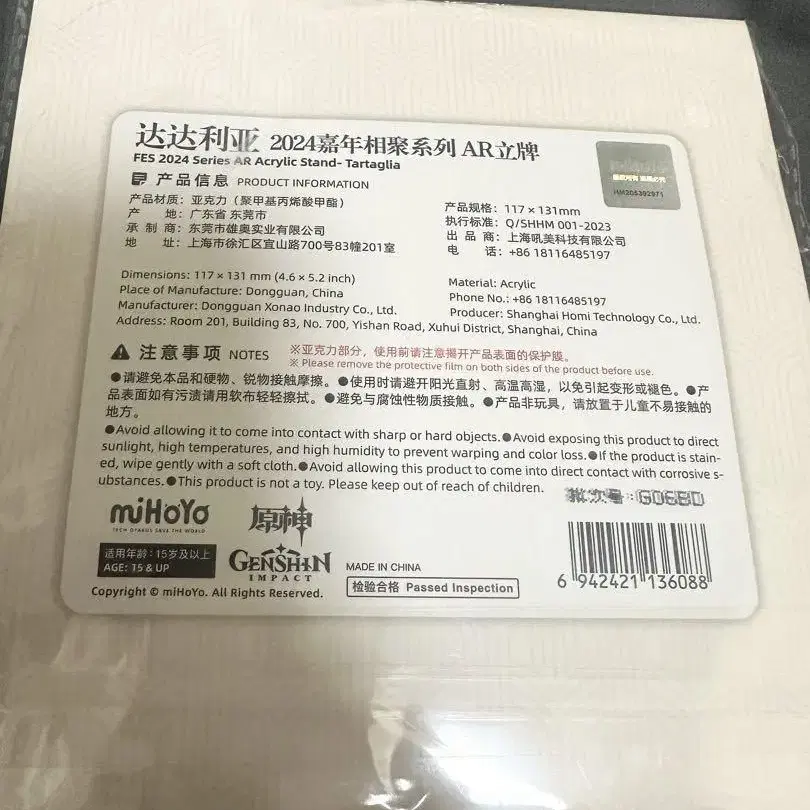 达达利亚 2024嘉年相聚系列 AR立牌
FES 2024 Series AR Acrylic Stand- Tartaglia
HM205392971
产品信息 PRODUCT INFORMATION
产品材质：亚克力（聚甲基丙烯酸甲酯）
产 地：广东省 东莞市
承 制 商：东莞市雄奥实业有限公司
地 址：上海市徐汇区宜山路700号83幢201室
产品规格：117×131mm
执行标准：Q/SHHM 001-2023
出 品 商：上海吼美科技有限公司
电 话：+86 18116485197
Dimensions: 117 × 131 mm (4.6 × 5.2 inch)
Place of Manufacture: Dongguan, China
Manufacturer: Dongguan Xonao Industry Co., Ltd.
Address: Room 201, Building 83, No. 700, Yishan Road, Xuhui District, Shanghai, China
Material: Acrylic
Phone No.: +86 18116485197
Producer: Shanghai Homi Technology Co., Ltd.
注意事项 NOTES
※亚克力部分，使用前请注意揭开产品表面的保护膜。
※ Please remove the protective film on both sides of the product before use.
●请避免本品和硬物、锐物接触摩擦。●使用时请避开阳光直射、高温高湿，以免引起变形或褪色。●产
品表面如有污渍请用软布轻轻擦拭。●避免与腐蚀性物质接触。●产品非玩具，请放置于儿童不易接触的
地方。
●Avoid allowing it to come into contact with sharp or hard objects.●Avoid exposing this product to direct
sunlight, high temperatures, and high humidity to prevent warping and color loss.●If the product is stain-
ed, wipe gently with a soft cloth.●Avoid allowing this product to come into direct contact with corrosive s-
ubstances.●This product is not a toy. Please keep out of reach of children.
批次号:G06BD
miHoYo
TECH OTAKUS SAVE THE WORLD
原神
GENSHIN
IMPACT
适用年龄：15岁及以上
AGE: 15 & UP
MADE IN CHINA
检验合格 Passed Inspection
6 942421 136088
Copyright © miHoYo. All Rights Reserved.